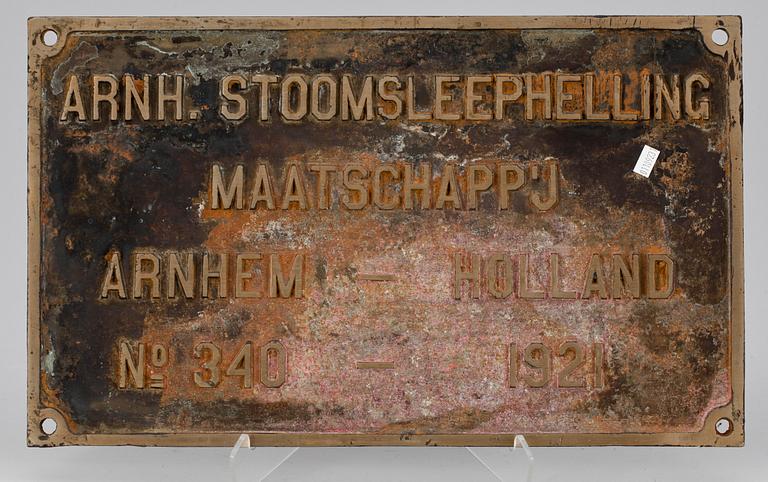 ARNH. STOOMSLEEPHELLING
MAATSCHAPP'J
ARNHEM — HOLLAND
Nº 340 — 1921